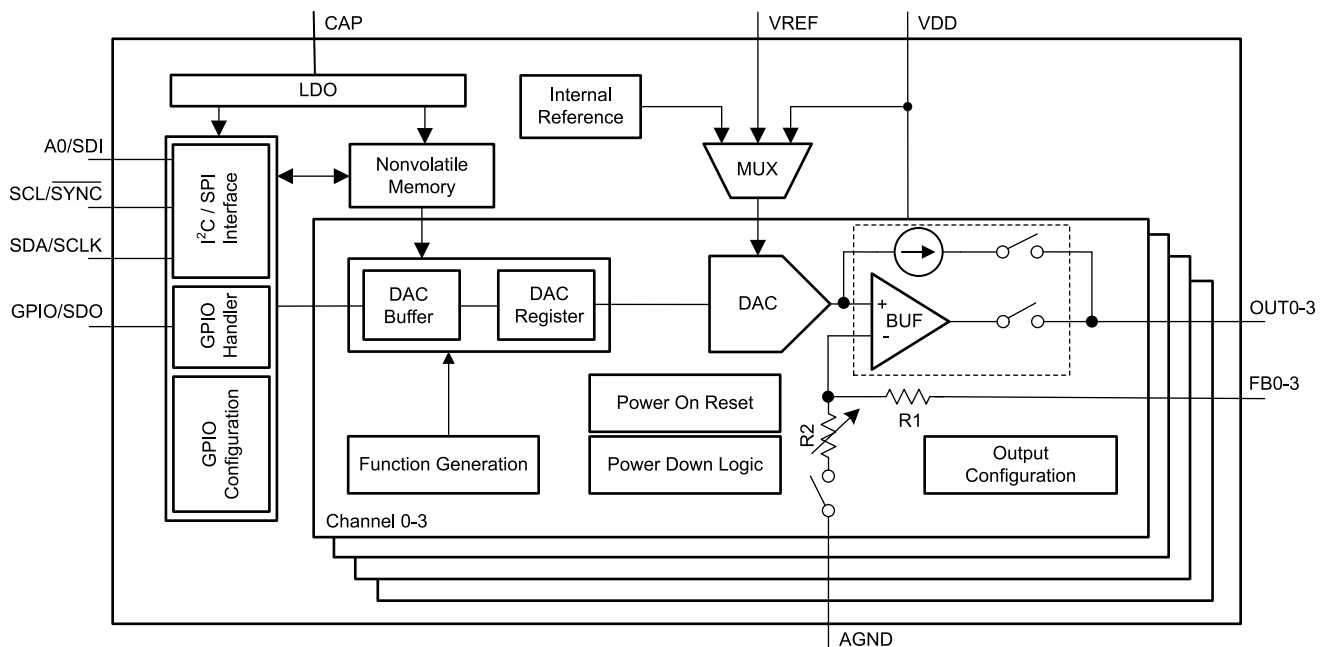 CAP
VREF
VDD
LDO
Internal
Reference
A0/SDI
SCL/SYNC
SDA/SCLK
GPIO/SDO
I2C / SPI
Interface
Nonvolatile
Memory
MUX
GPIO
Handler
GPIO
Configuration
DAC
Buffer
DAC
Register
DAC
+
BUF
-
OUT0-3
FB0-3
R1
R2
Power On Reset
Function Generation
Power Down Logic
Output
Configuration
Channel 0-3
AGND